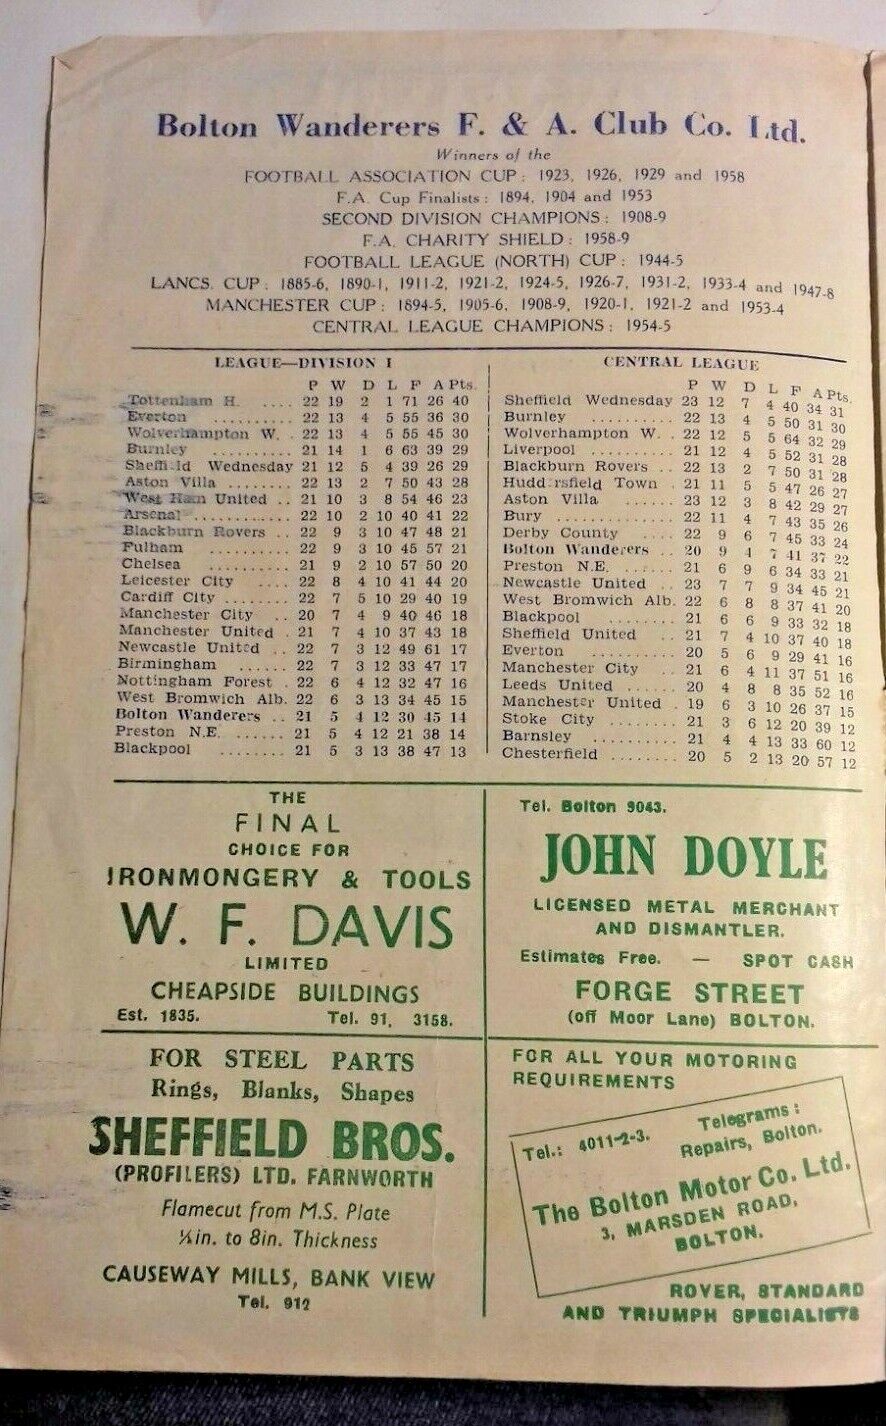 Bolton Wanderers F. & A. Club Co. Ltd.
Winners of the
FOOTBALL ASSOCIATION CUP: 1923, 1926, 1929 and 1958
F.A. Cup Finalists: 1894, 1904 and 1953
SECOND DIVISION CHAMPIONS: 1908-9
F.A. CHARITY SHIELD: 1958-9
FOOTBALL LEAGUE (NORTH) CUP: 1944-5
LANCS. CUP: 1885-6, 1890-1, 1911-2, 1921-2, 1924-5, 1926-7, 1931-2, 1933-4 and 1947-8
MANCHESTER CUP: 1894-5, 1905-6, 1908-9, 1920-1, 1921-2 and 1953-4
CENTRAL LEAGUE CHAMPIONS: 1954-5
LEAGUE—DIVISION I
P W D L F A Pts.
Tottenham H. .... 22 19 2 1 71 26 40
Everton .......... 22 13 4 5 55 36 30
Wolverhampton W. . 22 13 4 5 55 45 30
Burnley .......... 21 14 1 6 63 39 29
Sheffield Wednesday 21 12 5 4 39 26 29
Aston Villa ...... 22 13 2 7 50 43 28
West Ham United .. 21 10 3 8 54 46 23
Arsenal ............ 22 10 2 10 40 41 22
Blackburn Rovers .. 22 9 3 10 47 48 21
Fulham .......... 22 9 3 10 45 57 21
Chelsea .......... 21 9 2 10 57 50 20
Leicester City .... 22 8 4 10 41 44 20
Cardiff City ........ 22 7 5 10 29 40 19
Manchester City .. 20 7 4 9 40 46 18
Manchester United . 21 7 4 10 37 43 18
Newcastle United .. 22 7 3 12 49 61 17
Birmingham ...... 22 7 3 12 33 47 17
Nottingham Forest . 22 6 4 12 32 47 16
West Bromwich Alb. 22 6 3 13 34 45 15
Bolton Wanderers .. 21 5 4 12 30 45 14
Preston N.E. ...... 21 5 4 12 21 38 14
Blackpool ........ 21 5 3 13 38 47 13
CENTRAL LEAGUE
P W D L F A Pts.
Sheffield Wednesday 23 12 7 4 40 34 31
Burnley .......... 22 13 4 5 50 31 30
Wolverhampton W. . 22 12 5 5 64 32 29
Liverpool .......... 21 12 4 5 52 31 28
Blackburn Rovers .. 22 13 2 7 50 31 28
Huddersfield Town . 21 11 5 5 47 26 27
Aston Villa ...... 23 12 3 8 42 29 27
Bury ............. 22 11 4 7 43 35 26
Derby County ...... 22 9 6 7 45 33 24
Bolton Wanderers .. 20 9 4 7 41 37 22
Preston N.E. ...... 21 6 9 6 34 33 21
Newcastle United .. 23 7 7 9 34 45 21
West Bromwich Alb. 22 6 8 8 37 41 20
Blackpool ........ 21 6 6 9 33 32 18
Sheffield United .. 21 7 4 10 37 40 18
Everton .......... 20 5 6 9 29 41 16
Manchester City .. 21 6 4 11 37 51 16
Leeds United ...... 20 4 8 8 35 52 16
Manchester United . 19 6 3 10 26 37 15
Stoke City ........ 21 3 6 12 20 39 12
Barnsley .......... 21 4 4 13 33 60 12
Chesterfield ........ 20 5 2 13 20 57 12
THE
FINAL
CHOICE FOR
IRONMONGERY & TOOLS
W. F. DAVIS
LIMITED
CHEAPSIDE BUILDINGS
Est. 1835. Tel. 91, 3158.
Tel. Bolton 9043.
JOHN DOYLE
LICENSED METAL MERCHANT
AND DISMANTLER.
Estimates Free. — SPOT CASH
FORGE STREET
(off Moor Lane) BOLTON.
FOR STEEL PARTS
Rings, Blanks, Shapes
SHEFFIELD BROS.
(PROFILERS) LTD. FARNWORTH
Flamecut from M.S. Plate
¼in. to 8in. Thickness
CAUSEWAY MILLS, BANK VIEW
Tel. 912
FOR ALL YOUR MOTORING
REQUIREMENTS
Tel.: 4011-2-3. Telegrams:
Repairs, Bolton.
The Bolton Motor Co. Ltd.
3, MARSDEN ROAD,
BOLTON.
ROVER, STANDARD
AND TRIUMPH SPECIALISTS